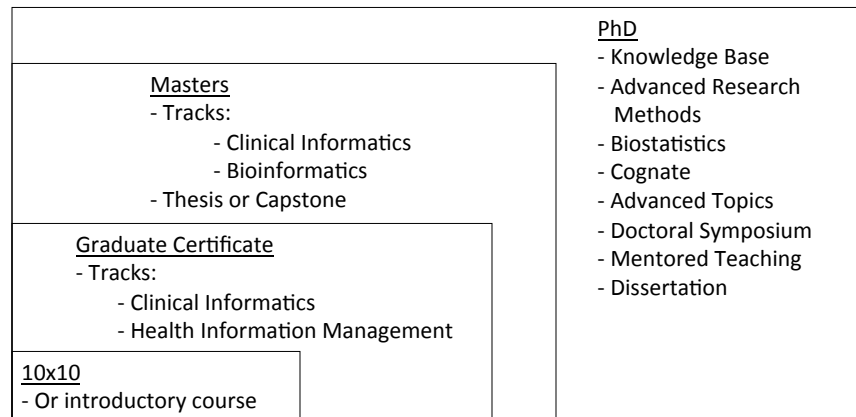 PhD
- Knowledge Base
- Advanced Research
Methods
- Biostatistics
- Cognate
- Advanced Topics
- Doctoral Symposium
- Mentored Teaching
- Dissertation
Masters
- Tracks:
- Clinical Informatics
- Bioinformatics
- Thesis or Capstone
Graduate Certificate
- Tracks:
- Clinical Informatics
- Health Information Management
10x10
- Or introductory course